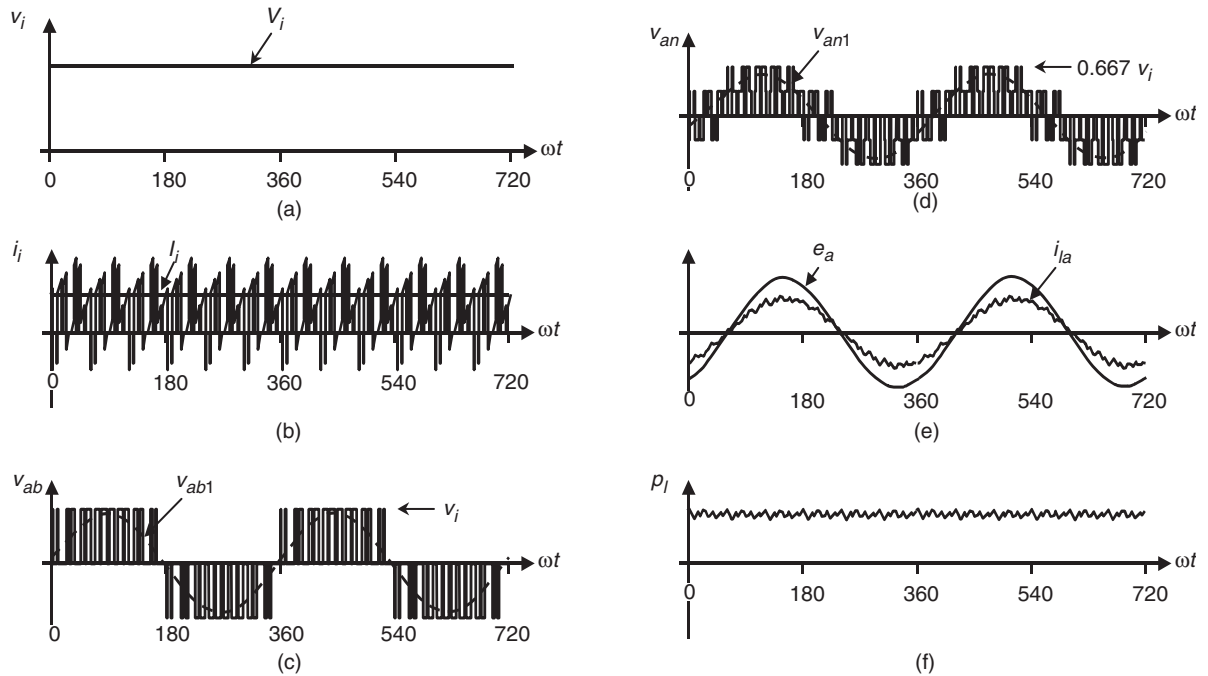 v_i
V_i
ωt
0 180 360 540 720
(a)
i_i
I_i
ωt
0 180 360 540 720
(b)
v_ab
v_ab1
v_i
ωt
0 180 360 540 720
(c)
v_an
v_an1
0.667 v_i
ωt
0 180 360 540 720
(d)
e_a
i_la
ωt
0 180 360 540 720
(e)
p_l
ωt
0 180 360 540 720
(f)